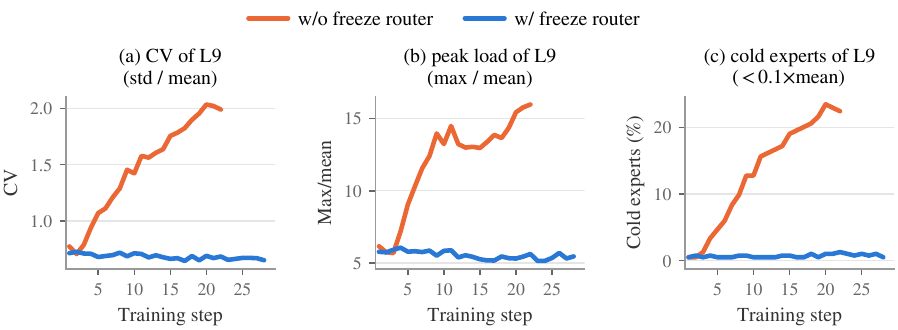 w/o freeze router w/ freeze router
(a) CV of L9
(std / mean)
CV
2.0
1.5
1.0
5 10 15 20 25
Training step
(b) peak load of L9
(max / mean)
Max/mean
15
10
5
5 10 15 20 25
Training step
(c) cold experts of L9
(<0.1×mean)
Cold experts (%)
20
10
0
5 10 15 20 25
Training step